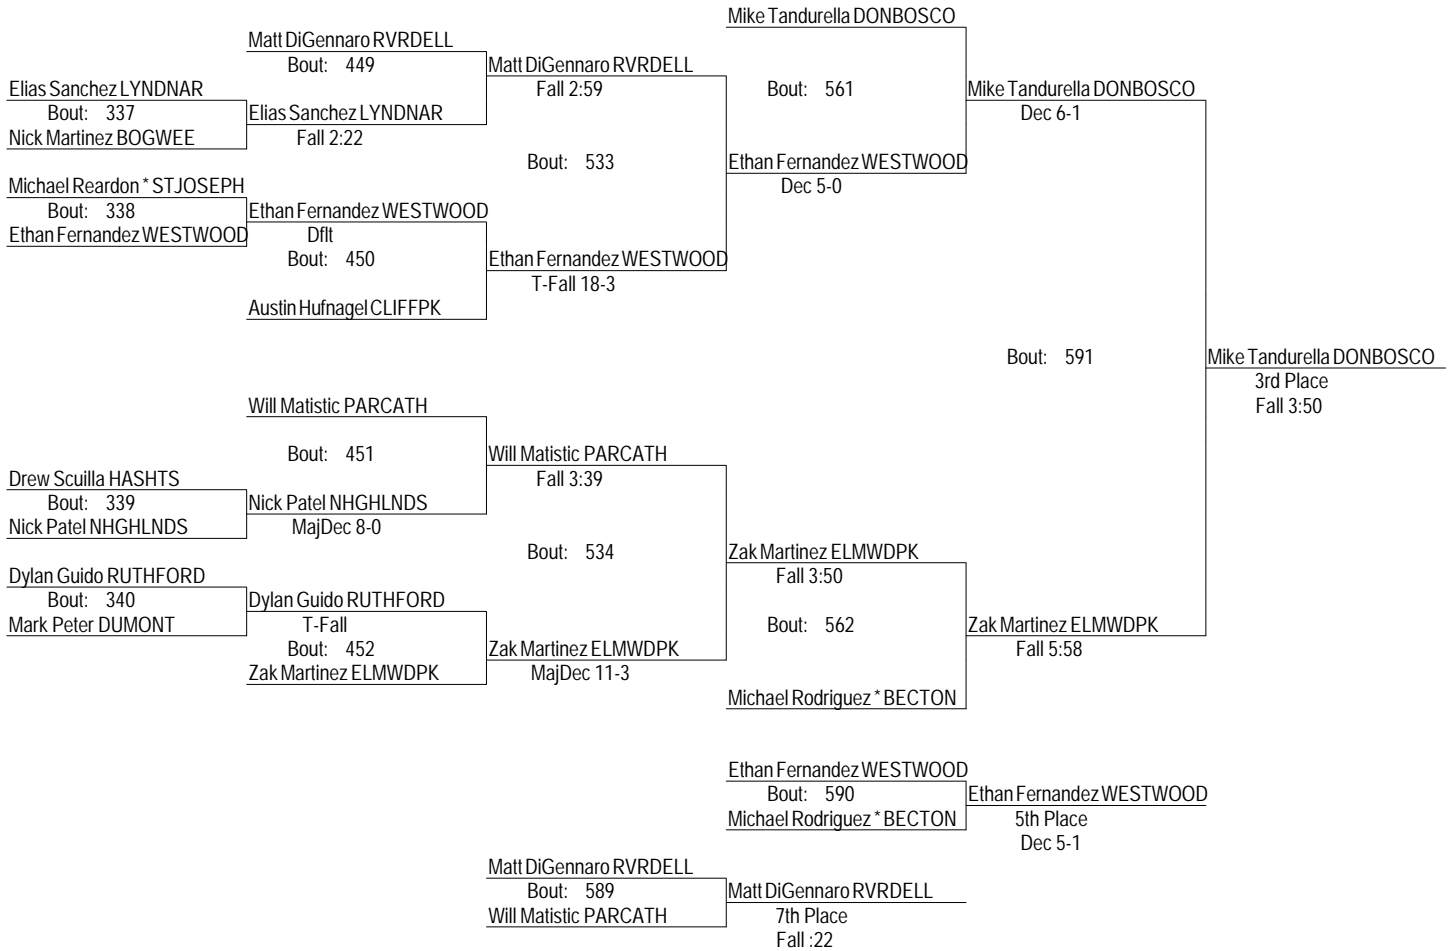 Mike Tandurella DONBOSCO
Matt DiGennaro RVRDELL
Bout: 449
Matt DiGennaro RVRDELL
Fall 2:59
Elias Sanchez LYNDNAR
Bout: 337
Nick Martinez BOGWEE
Elias Sanchez LYNDNAR
Fall 2:22
Bout: 561
Mike Tandurella DONBOSCO
Dec 6-1
Bout: 533
Ethan Fernandez WESTWOOD
Dec 5-0
Michael Reardon * STJOSEPH
Bout: 338
Ethan Fernandez WESTWOOD
Ethan Fernandez WESTWOOD
Dflt
Bout: 450
Ethan Fernandez WESTWOOD
T-Fall 18-3
Austin Hufnagel CLIFFPK
Bout: 591
Mike Tandurella DONBOSCO
3rd Place
Fall 3:50
Will Matistic PARCATH
Bout: 451
Will Matistic PARCATH
Fall 3:39
Drew Scuilla HASHTS
Bout: 339
Nick Patel NHGHLNDS
Nick Patel NHGHLNDS
MajDec 8-0
Bout: 534
Zak Martinez ELMWDPK
Fall 3:50
Dylan Guido RUTHFORD
Bout: 340
Mark Peter DUMONT
Dylan Guido RUTHFORD
T-Fall
Bout: 452
Zak Martinez ELMWDPK
Zak Martinez ELMWDPK
MajDec 11-3
Bout: 562
Zak Martinez ELMWDPK
Fall 5:58
Michael Rodriguez * BECTON
Ethan Fernandez WESTWOOD
Bout: 590
Michael Rodriguez * BECTON
Ethan Fernandez WESTWOOD
5th Place
Dec 5-1
Matt DiGennaro RVRDELL
Bout: 589
Will Matistic PARCATH
Matt DiGennaro RVRDELL
7th Place
Fall :22